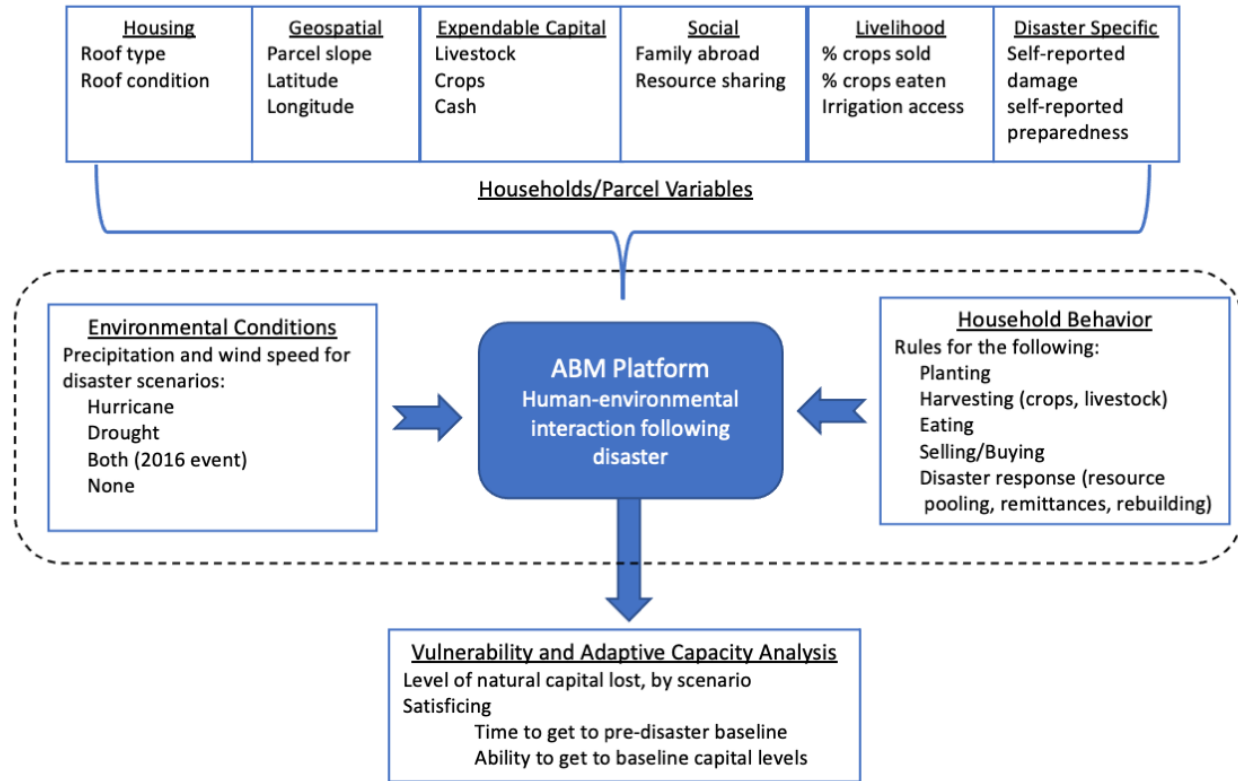 Housing
Roof type
Roof condition
Geospatial
Parcel slope
Latitude
Longitude
Expendable Capital
Livestock
Crops
Cash
Social
Family abroad
Resource sharing
Livelihood
% crops sold
% crops eaten
Irrigation access
Disaster Specific
Self-reported
damage
self-reported
preparedness
Households/Parcel Variables
Environmental Conditions
Precipitation and wind speed for
disaster scenarios:
Hurricane
Drought
Both (2016 event)
None
ABM Platform
Human-environmental
interaction following
disaster
Household Behavior
Rules for the following:
Planting
Harvesting (crops, livestock)
Eating
Selling/Buying
Disaster response (resource
pooling, remittances, rebuilding)
Vulnerability and Adaptive Capacity Analysis
Level of natural capital lost, by scenario
Satisficing
Time to get to pre-disaster baseline
Ability to get to baseline capital levels